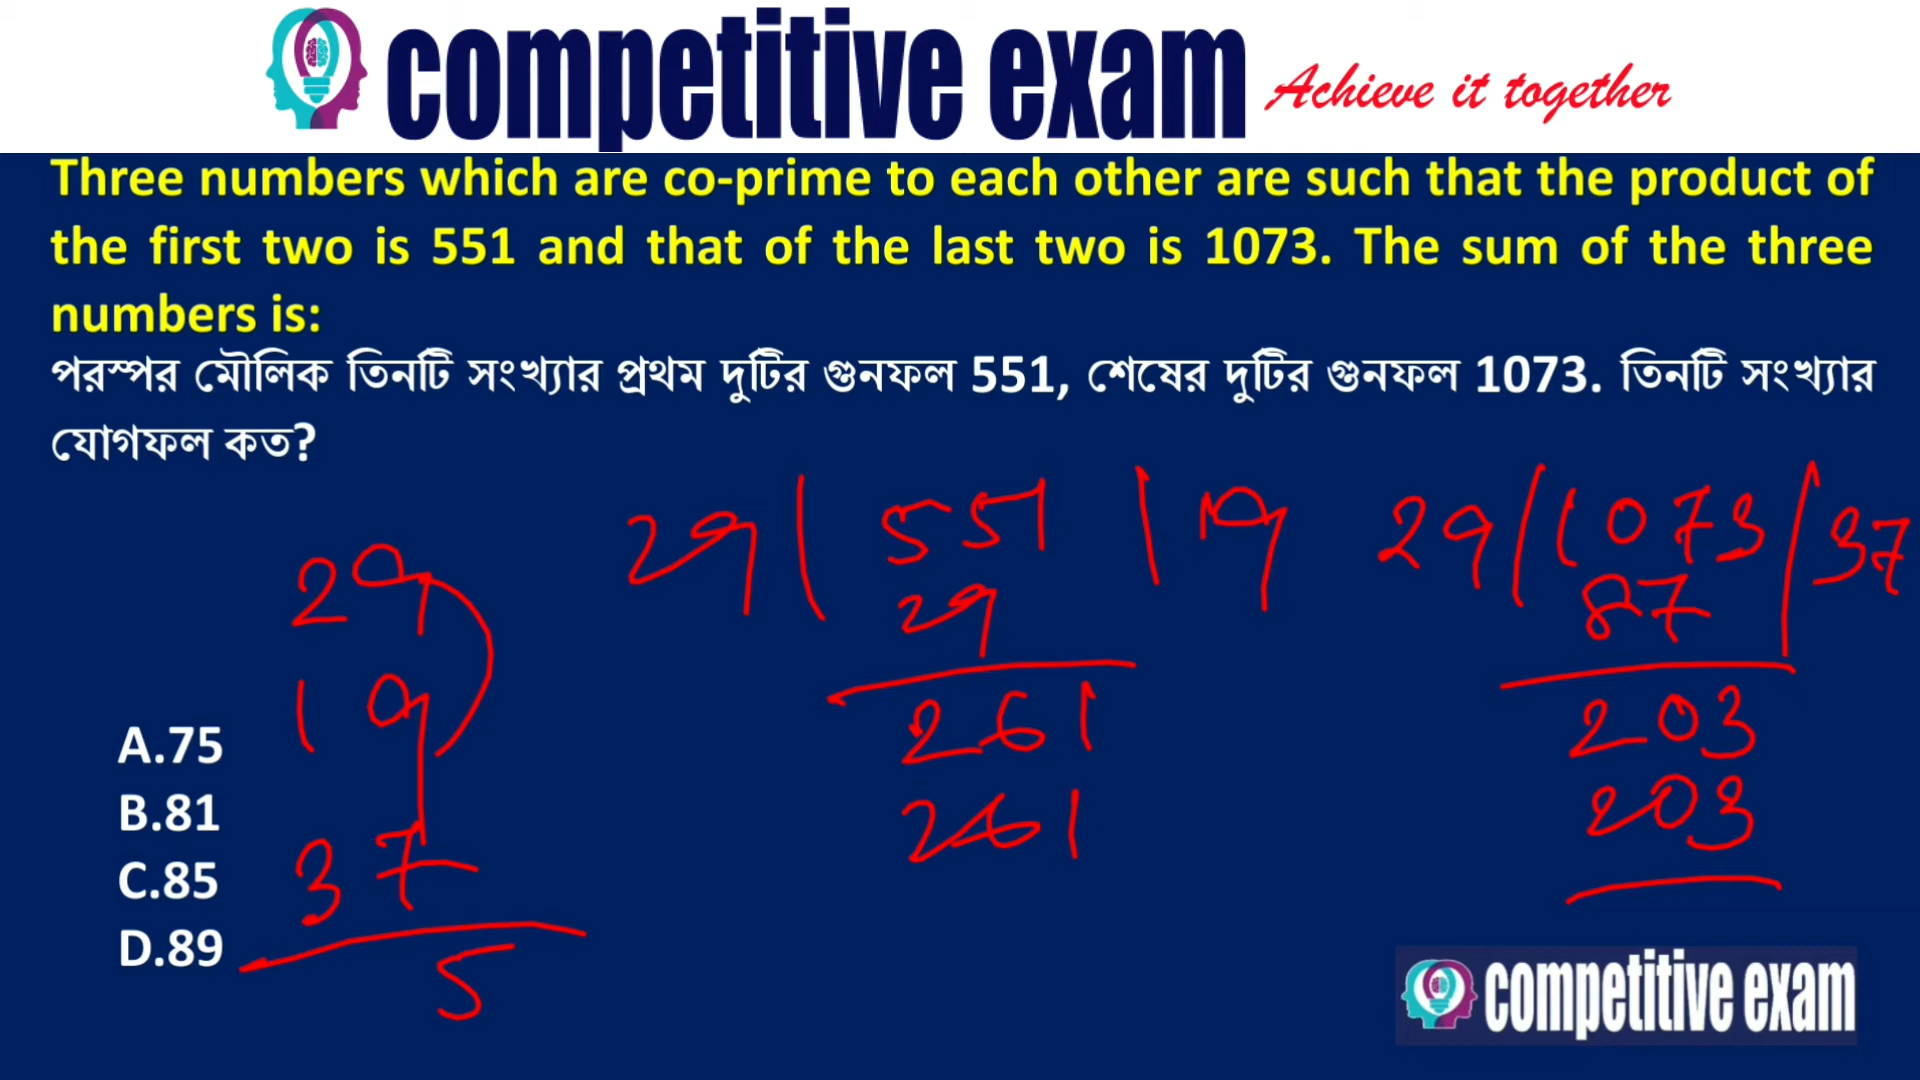 competitive exam Achieve it together
Three numbers which are co-prime to each other are such that the product of
the first two is 551 and that of the last two is 1073. The sum of the three
numbers is:
পরস্পর মৌলিক তিনটি সংখ্যার প্রথম দুটির গুনফল 551, শেষের দুটির গুনফল 1073. তিনটি সংখ্যার
যোগফল কত?
29 | 551 | 19
29
261
261
29 | 1073 | 37
87
203
203
29
19
37
5
A.75
B.81
C.85
D.89
competitive exam